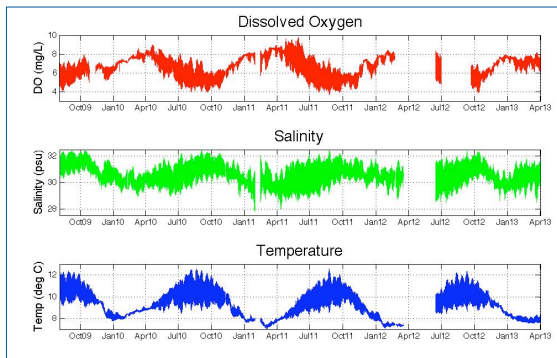 Dissolved Oxygen
DO (mg/L)
10
8
6
4
Oct09 Jan10 Apr10 Jul10 Oct10 Jan11 Apr11 Jul11 Oct11 Jan12 Apr12 Jul12 Oct12 Jan13 Apr13
Salinity
Salinity (psu)
32
30
28
Oct09 Jan10 Apr10 Jul10 Oct10 Jan11 Apr11 Jul11 Oct11 Jan12 Apr12 Jul12 Oct12 Jan13 Apr13
Temperature
Temp (deg C)
12
10
8
Oct09 Jan10 Apr10 Jul10 Oct10 Jan11 Apr11 Jul11 Oct11 Jan12 Apr12 Jul12 Oct12 Jan13 Apr13